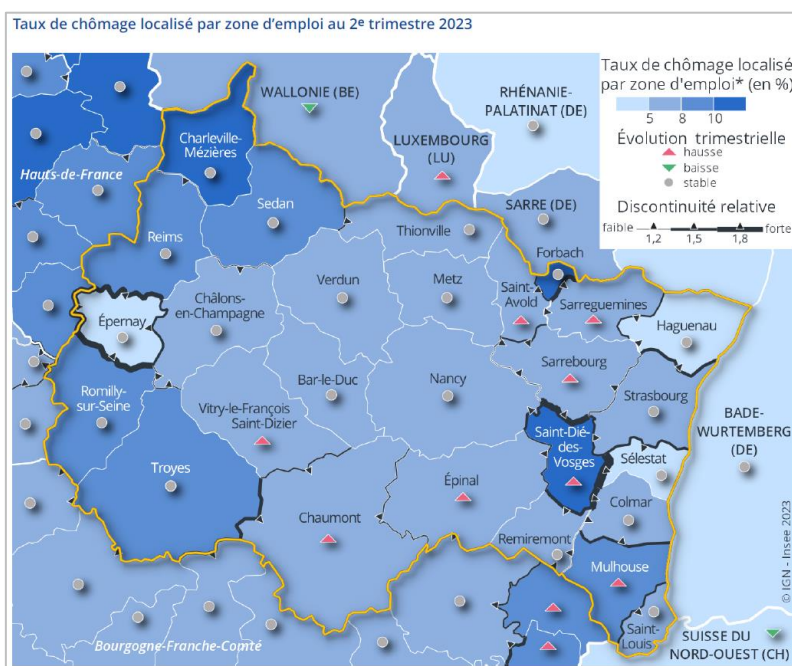 Taux de chômage localisé par zone d'emploi au 2e trimestre 2023
Taux de chômage localisé
par zone d'emploi* (en %)
5 8 10
Évolution trimestrielle
hausse
baisse
stable
Discontinuité relative
faible 1,2 1,5 1,8 forte
WALLONIE (BE)
RHÉNANIE-
PALATINAT (DE)
LUXEMBOURG
(LU)
Charleville-
Mézières
Hauts-de-France
Sedan
SARRE (DE)
Reims
Thionville
Forbach
Verdun
Metz
Saint-
Avold
Sarreguemines
Châlons-
en-Champagne
Épernay
Haguenau
Sarrebourg
Bar-le-Duc
Nancy
Romilly-
sur-Seine
Strasbourg
Vitry-le-François
Saint-Dizier
BADE-
WURTEMBERG
(DE)
Saint-Dié-
des-
Vosges
Sélestat
Troyes
Épinal
Colmar
Chaumont
Remiremont
Mulhouse
Saint-
Louis
Bourgogne-Franche-Comté
SUISSE DU
NORD-OUEST (CH)
© IGN - Insee 2023